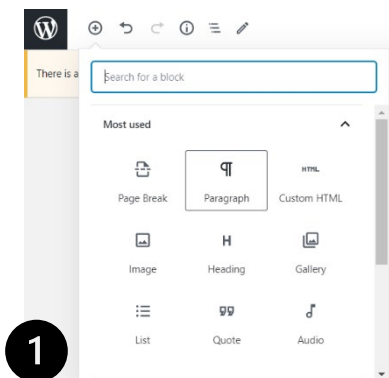 There is a
Search for a block
Most used
Page Break Paragraph HTML Custom HTML
Image H Heading Gallery
List Quote Audio
1